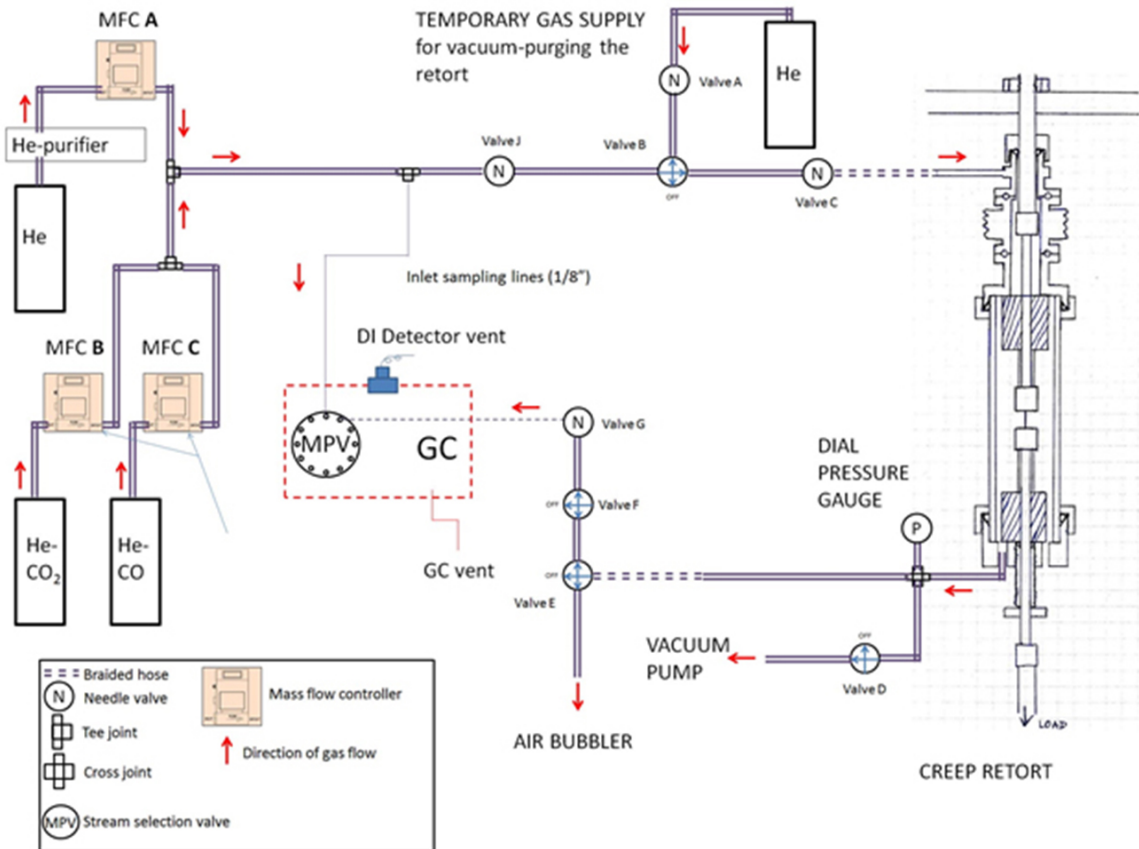 MFC A
TEMPORARY GAS SUPPLY
for vacuum-purging the
retort
He
N
Valve A
He-purifier
Valve J
Valve B
N
N
OFF
Valve C
He
Inlet sampling lines (1/8")
DI Detector vent
MFC B
MFC C
MPV
GC
N
Valve G
DIAL
PRESSURE
GAUGE
OFF
Valve F
P
He-
CO2
He-
CO
GC vent
OFF
Valve E
VACUUM
PUMP
OFF
Valve D
LOAD
AIR BUBBLER
CREEP RETORT
Braided hose
N
Needle valve
Mass flow controller
Tee joint
Direction of gas flow
Cross joint
MPV
Stream selection valve